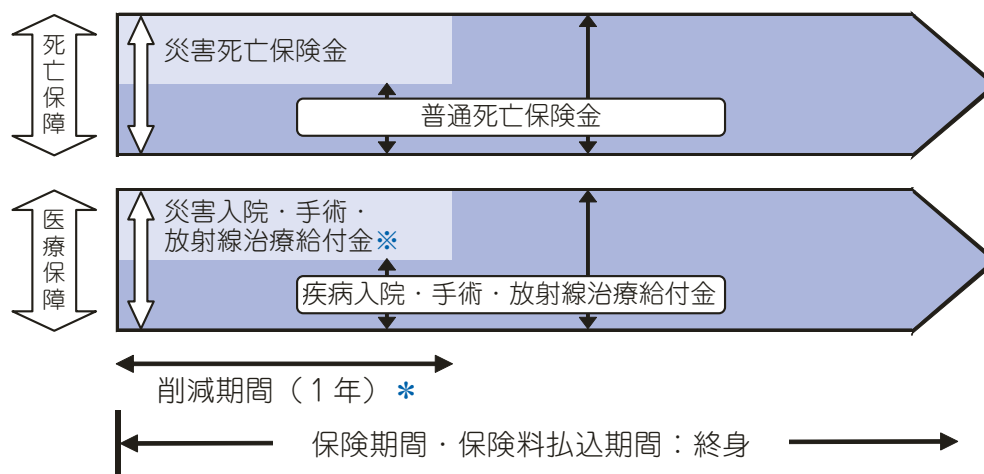 死亡保障
災害死亡保険金
普通死亡保険金
医療保障
災害入院・手術・
放射線治療給付金※
疾病入院・手術・放射線治療給付金
削減期間（１年）＊
保険期間・保険料払込期間：終身